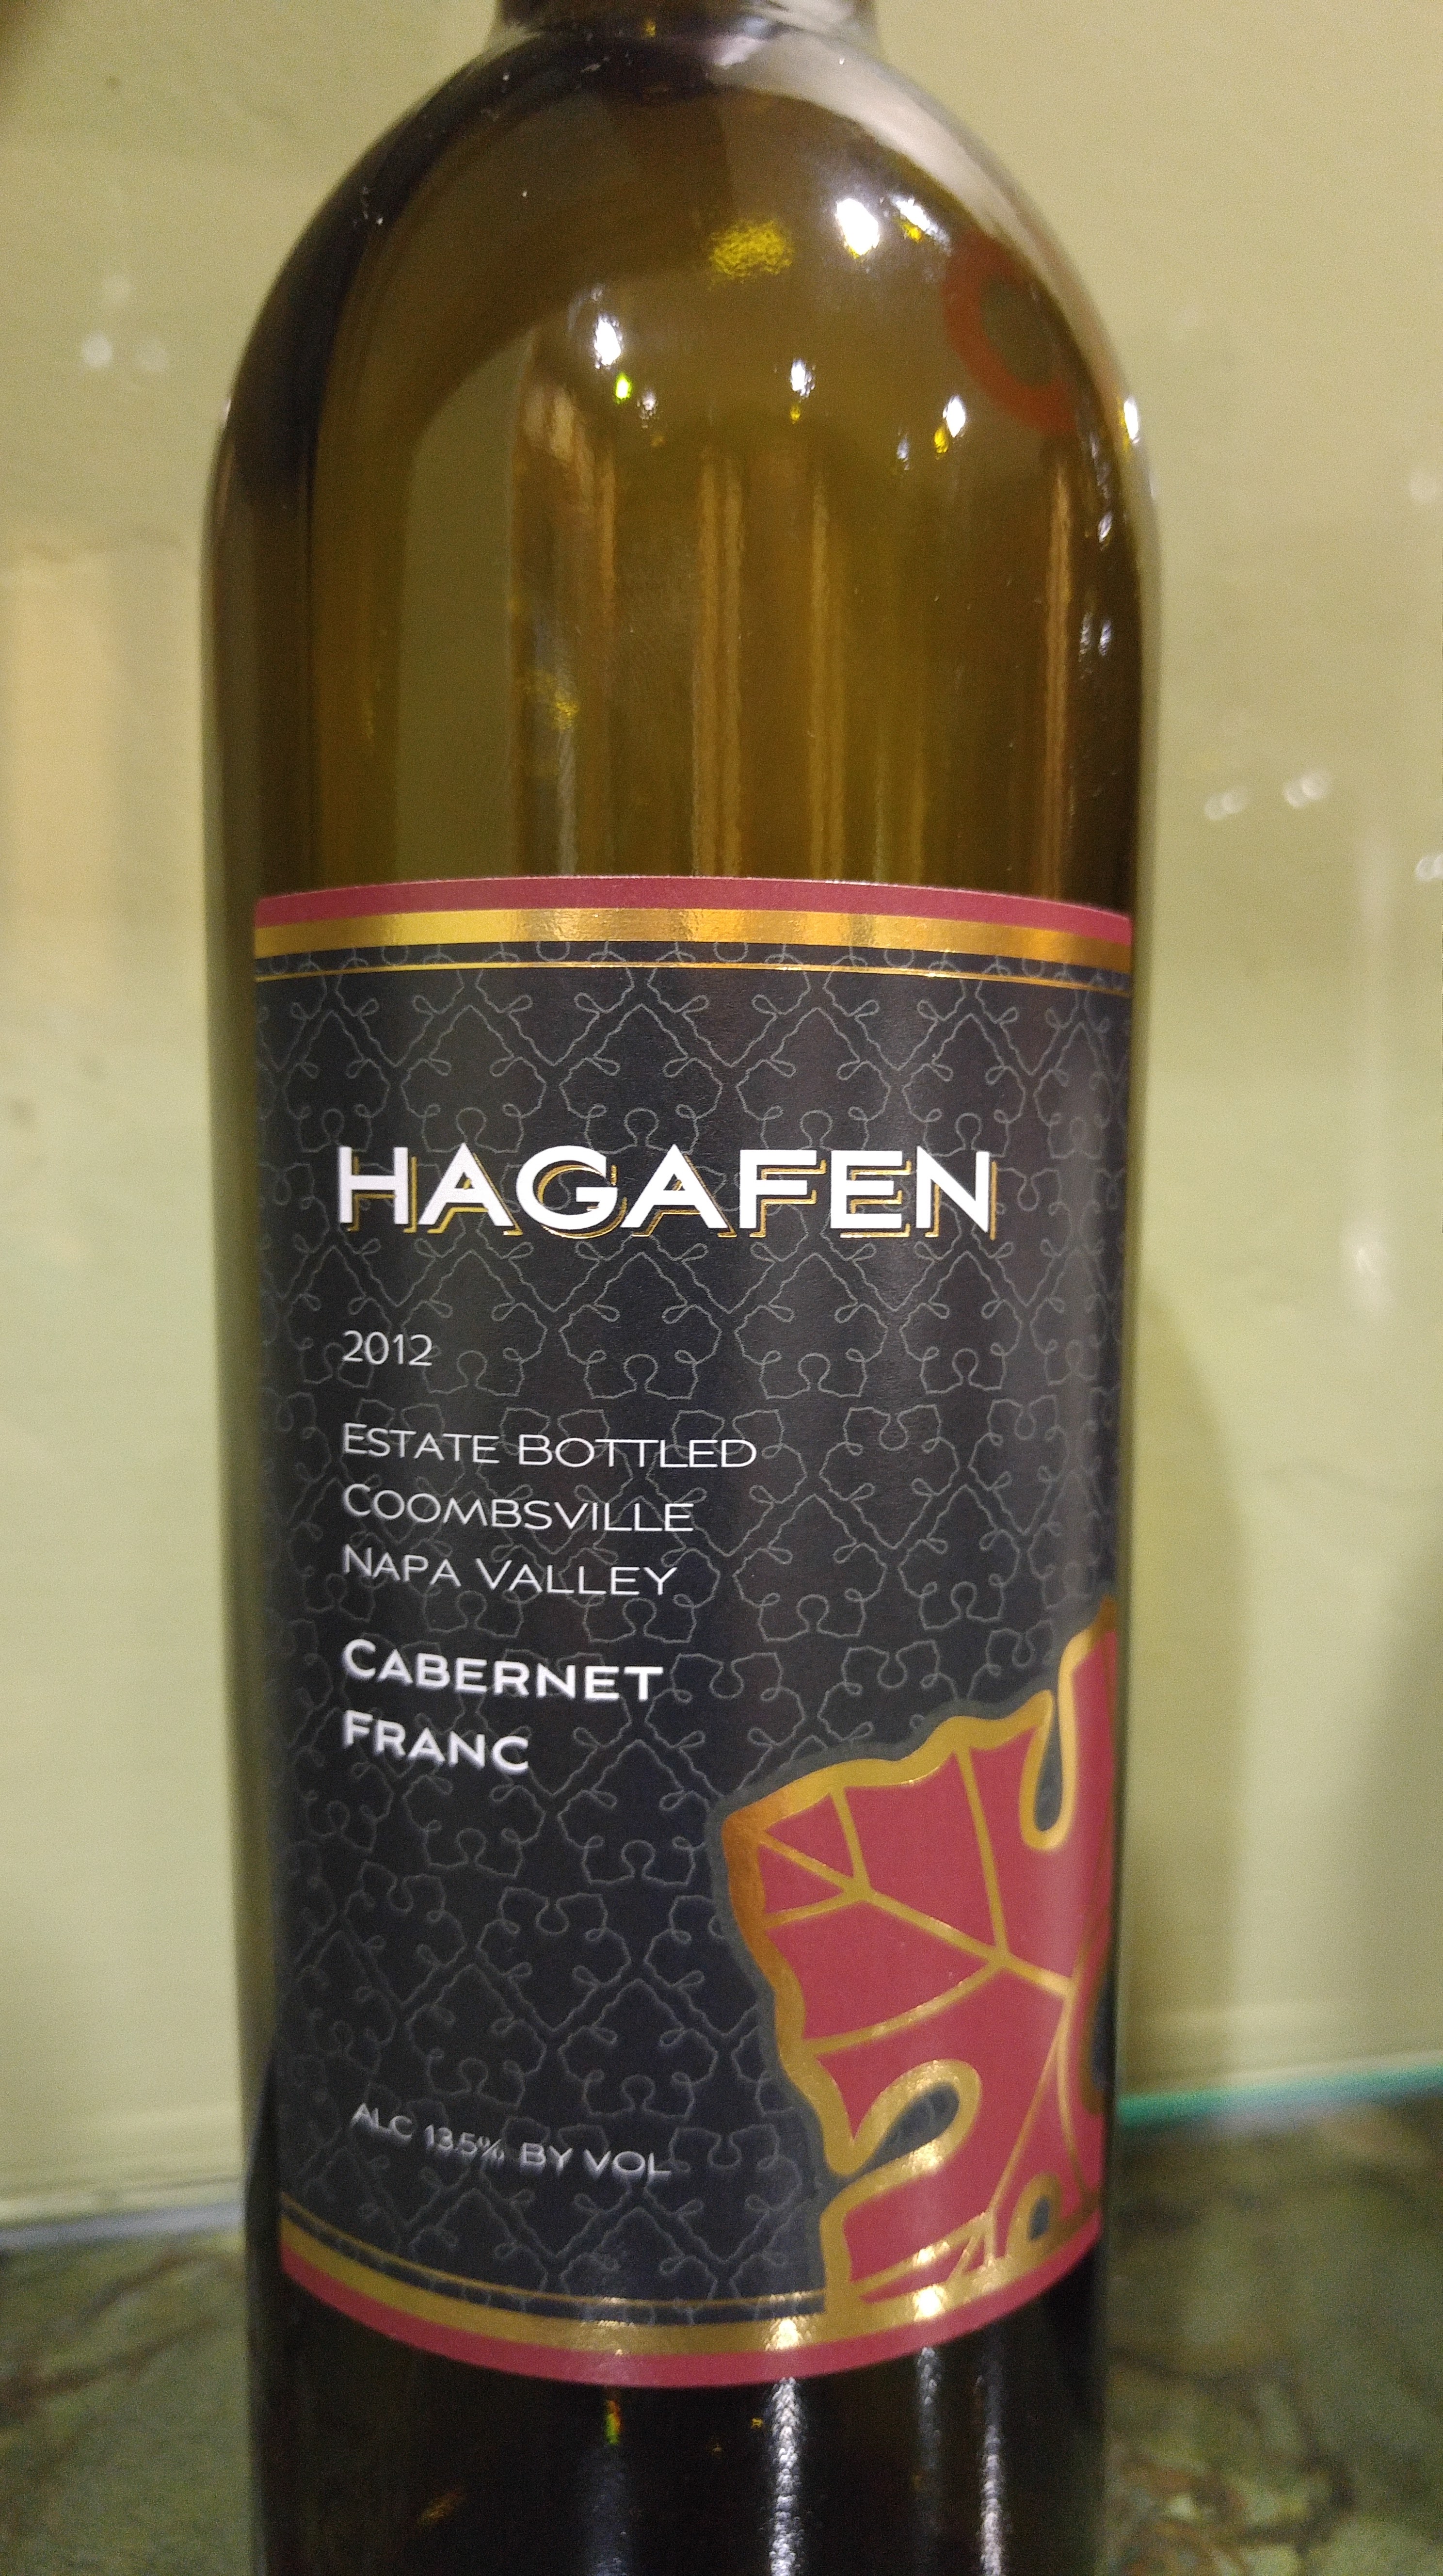 HAGAFEN
2012
ESTATE BOTTLED
COOMBSVILLE
NAPA VALLEY
CABERNET
FRANC
ALC 13.5% BY VOL